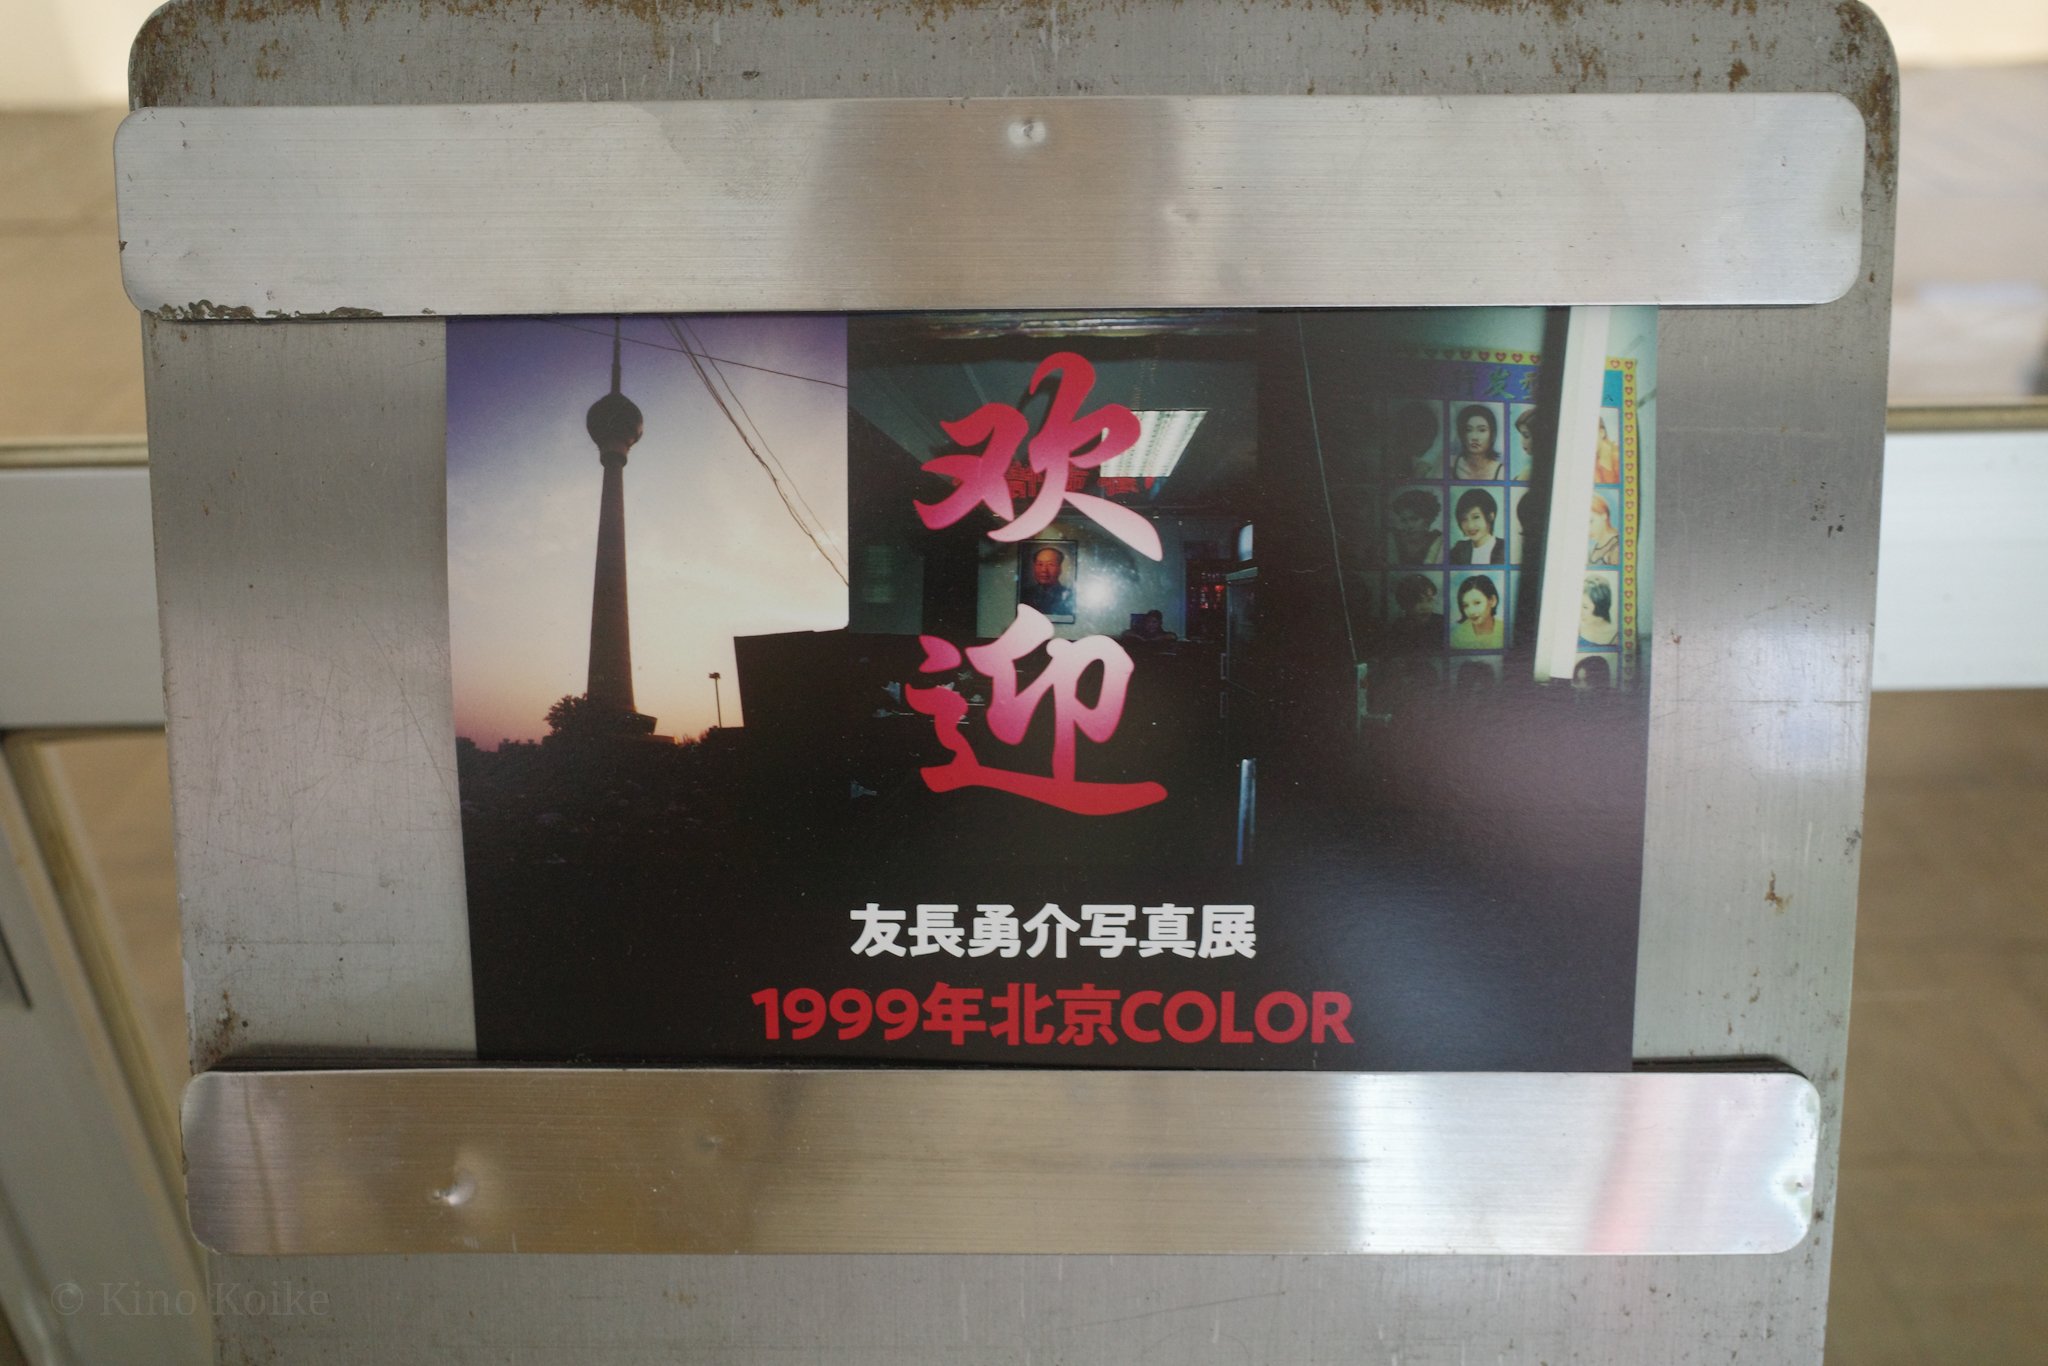 欢
迎
友長勇介写真展
1999年北京COLOR
© Kino Koike